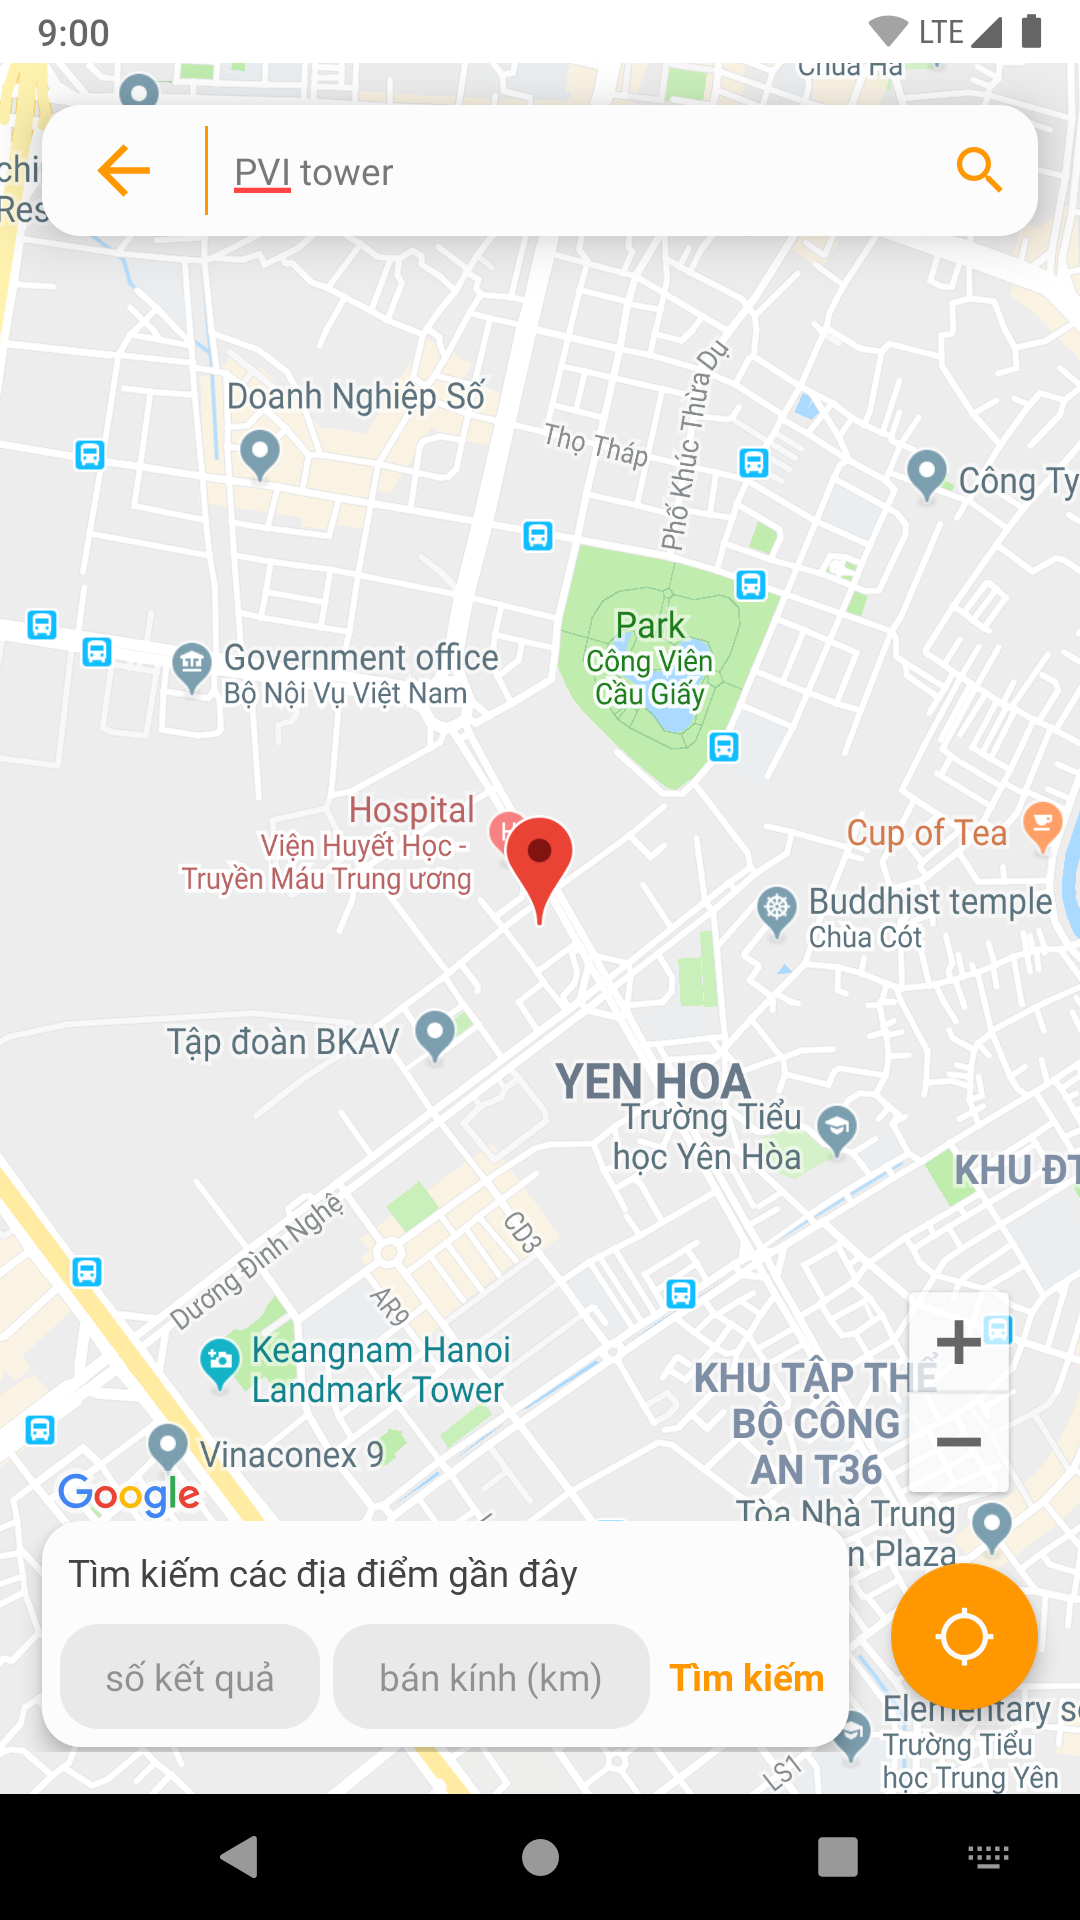 9:00
LTE
Chùa Hà
chi
Res
PVI tower
Doanh Nghiệp Số
Thọ Tháp
Phố Khúc Thừa Dụ
Công Ty
Park
Công Viên
Cầu Giấy
Government office
Bộ Nội Vụ Việt Nam
Hospital
Viện Huyết Học -
Truyền Máu Trung ương
H
Cup of Tea
Buddhist temple
Chùa Cót
Tập đoàn BKAV
YEN HOA
Trường Tiểu
học Yên Hòa
KHU ĐT
Dương Đình Nghệ
CD3
AR9
Keangnam Hanoi
Landmark Tower
KHU TẬP THỂ
BỘ CÔNG
AN T36
+
−
Vinaconex 9
Google
Tòa Nhà Trung
n Plaza
Tìm kiếm các địa điểm gần đây
số kết quả
bán kính (km)
Tìm kiếm
Elementary s
Trường Tiểu
học Trung Yên
LS1